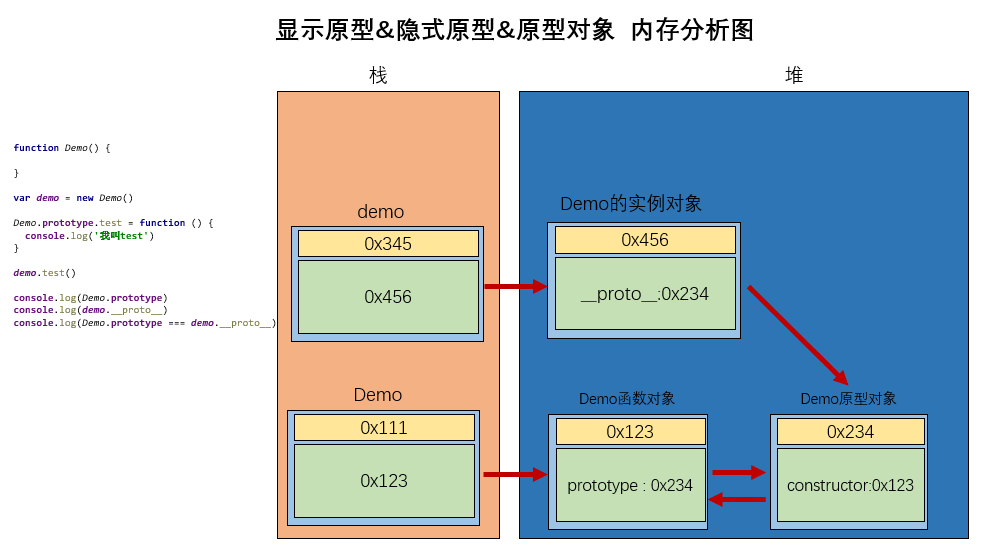 显示原型&隐式原型&原型对象 内存分析图
栈
堆
function Demo() {
}
var demo = new Demo()
Demo.prototype.test = function () {
console.log('我叫test')
}
demo.test()
console.log(Demo.prototype)
console.log(demo.__proto__)
console.log(Demo.prototype === demo.__proto__)
demo
0x345
0x456
Demo的实例对象
0x456
__proto__:0x234
Demo
0x111
0x123
Demo函数对象
0x123
prototype : 0x234
Demo原型对象
0x234
constructor:0x123